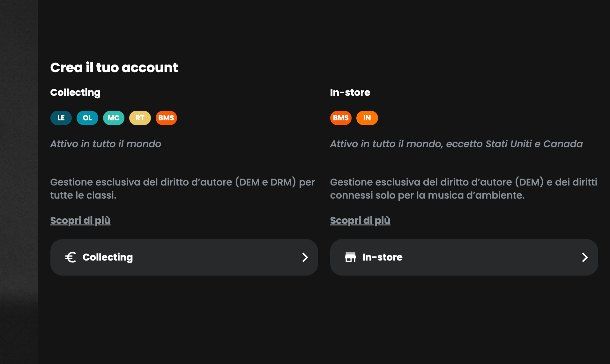 Crea il tuo account
Collecting
LE OL MC RT BMS
Attivo in tutto il mondo
Gestione esclusiva del diritto d'autore (DEM e DRM) per
tutte le classi.
Scopri di più
Collecting
In-store
BMS IN
Attivo in tutto il mondo, eccetto Stati Uniti e Canada
Gestione esclusiva del diritto d'autore (DEM) e dei diritti
connessi solo per la musica d'ambiente.
Scopri di più
In-store